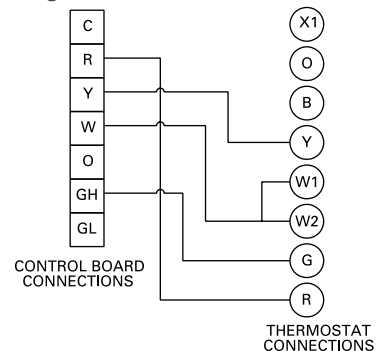 C
R
Y
W
O
GH
GL
CONTROL BOARD
CONNECTIONS
X1
O
B
Y
W1
W2
G
R
THERMOSTAT
CONNECTIONS